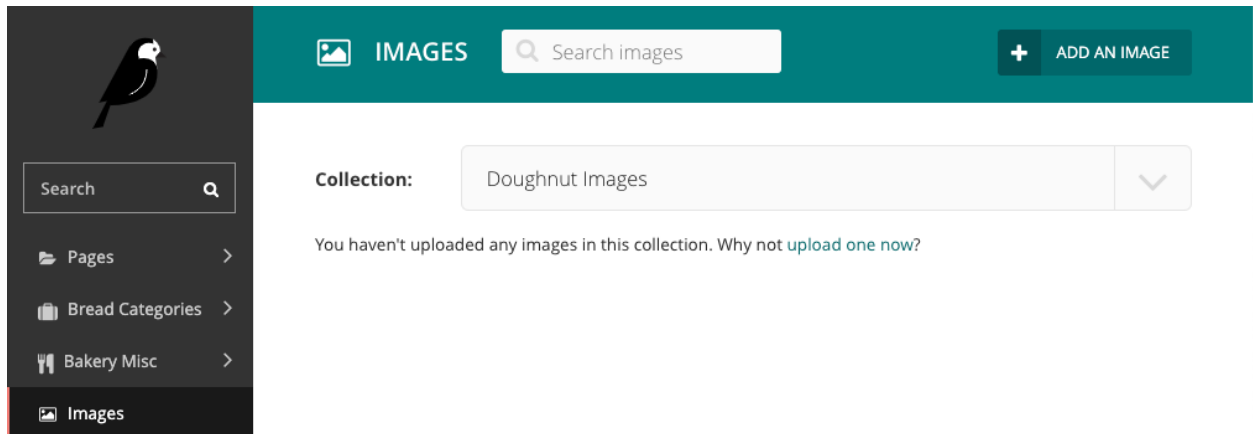 IMAGES
Search images
ADD AN IMAGE
Search
Pages
Bread Categories
Bakery Misc
Images
Collection:
Doughnut Images
You haven't uploaded any images in this collection. Why not upload one now?